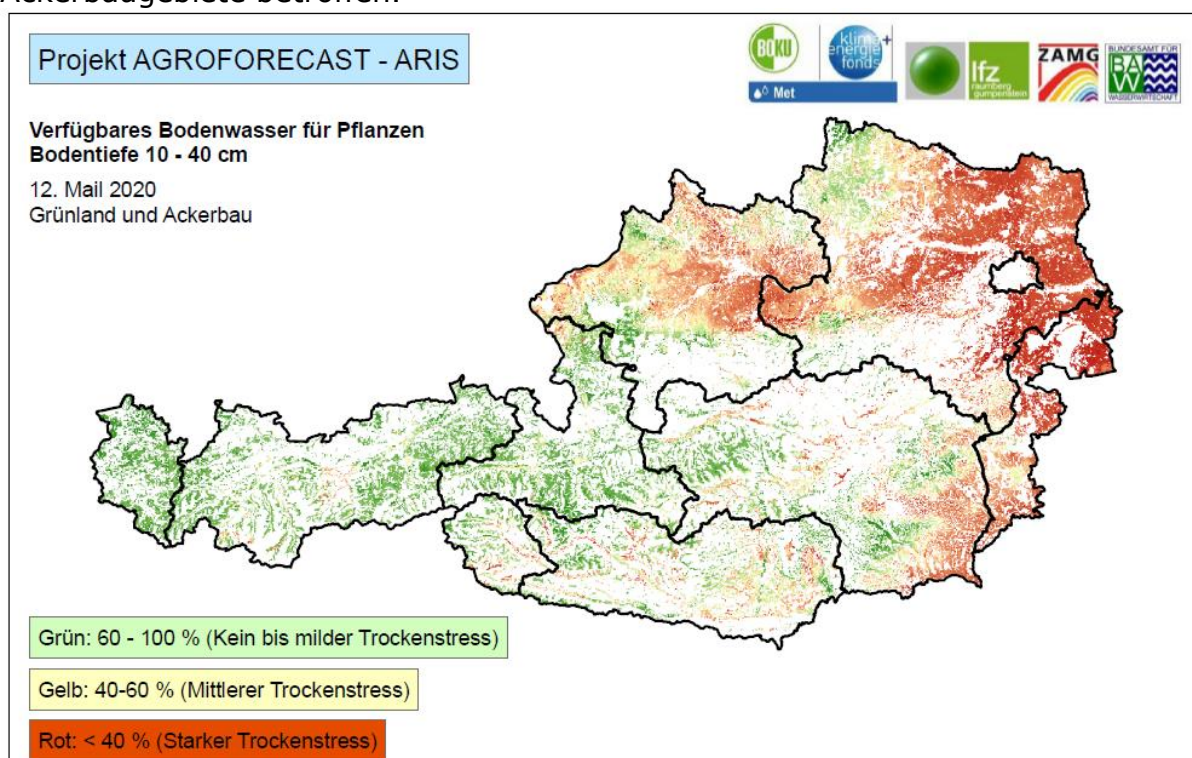 Ackerbaugebiete betroffen.
Projekt AGROFORECAST - ARIS
BOKU
Met
klima+
energie
fonds
lfz
raumberg
gumpenstein
ZAMG
BUNDESAMT FÜR
BAW
WASSERWIRTSCHAFT
Verfügbares Bodenwasser für Pflanzen
Bodentiefe 10 - 40 cm
12. Mail 2020
Grünland und Ackerbau
Grün: 60 - 100 % (Kein bis milder Trockenstress)
Gelb: 40-60 % (Mittlerer Trockenstress)
Rot: < 40 % (Starker Trockenstress)